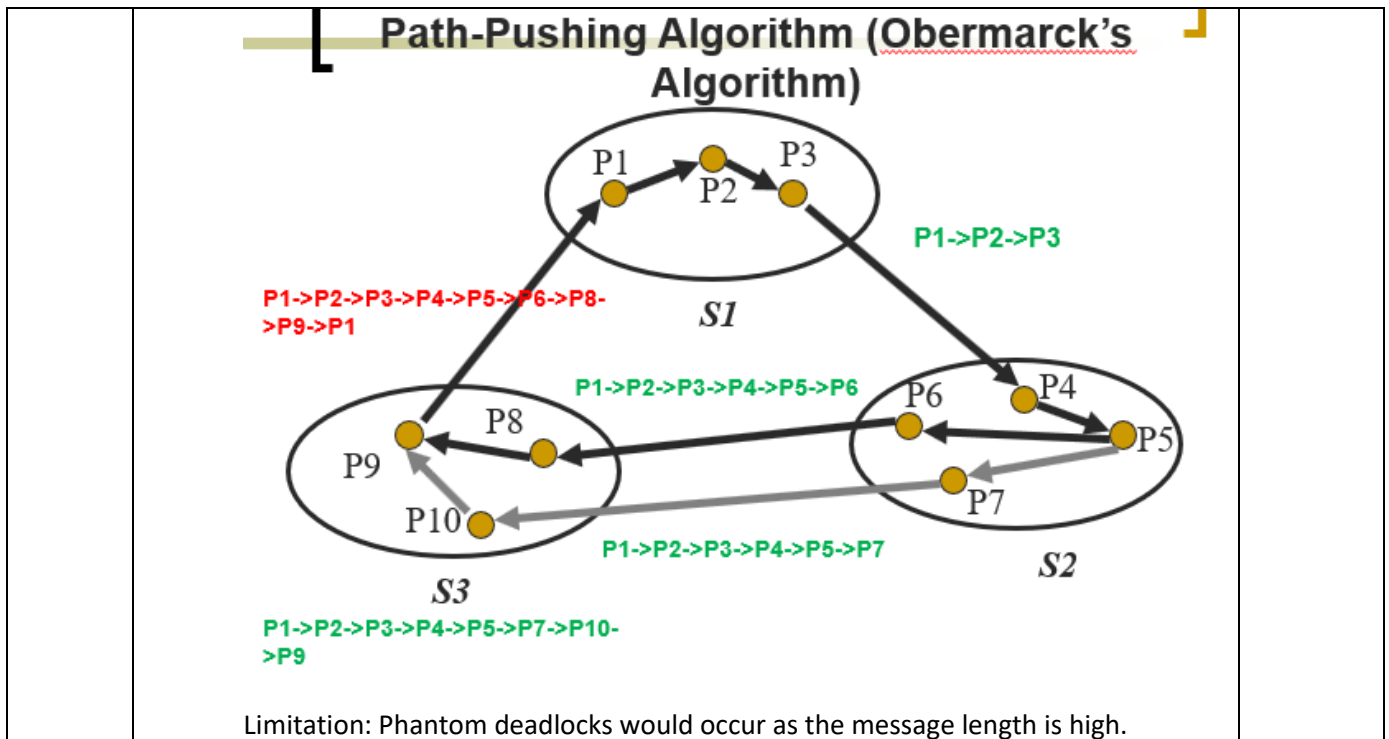 Path-Pushing Algorithm (Obermarck's
Algorithm)
P1
P2
P3
P1->P2->P3
S1
P1->P2->P3->P4->P5->P6->P8-
>P9->P1
P1->P2->P3->P4->P5->P6
P6
P4
P5
P7
P8
P9
P10
P1->P2->P3->P4->P5->P7
S2
S3
P1->P2->P3->P4->P5->P7->P10-
>P9
Limitation: Phantom deadlocks would occur as the message length is high.